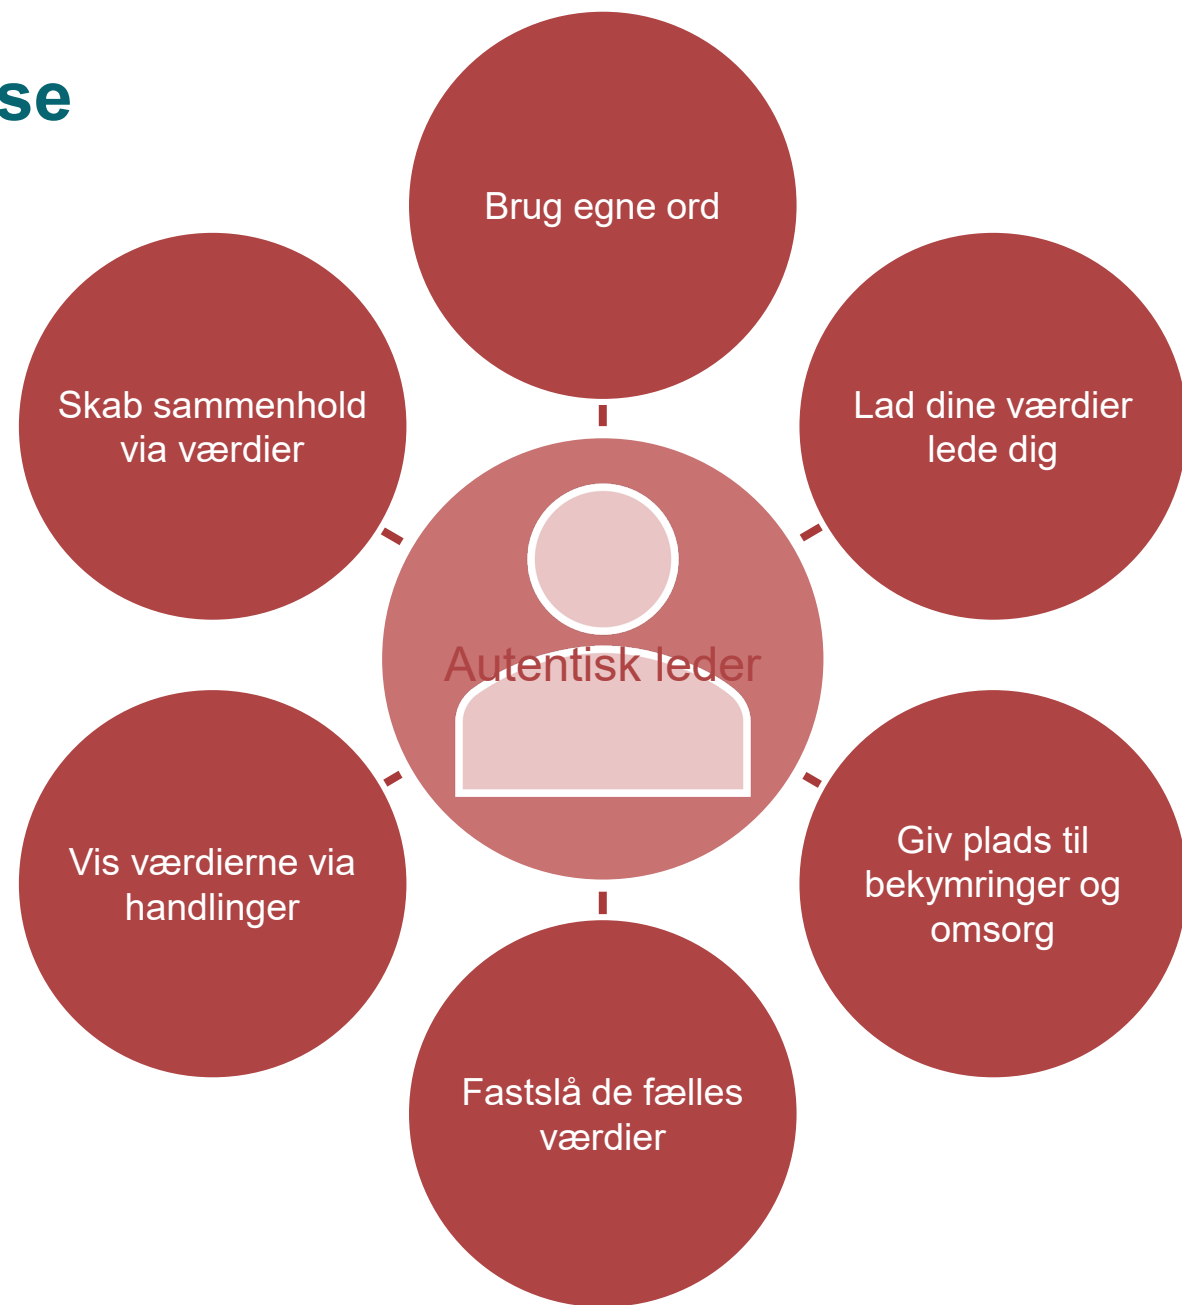 se
Brug egne ord
Lad dine værdier
lede dig
Giv plads til
bekymringer og
omsorg
Fastslå de fælles
værdier
Vis værdierne via
handlinger
Skab sammenhold
via værdier
Autentisk leder